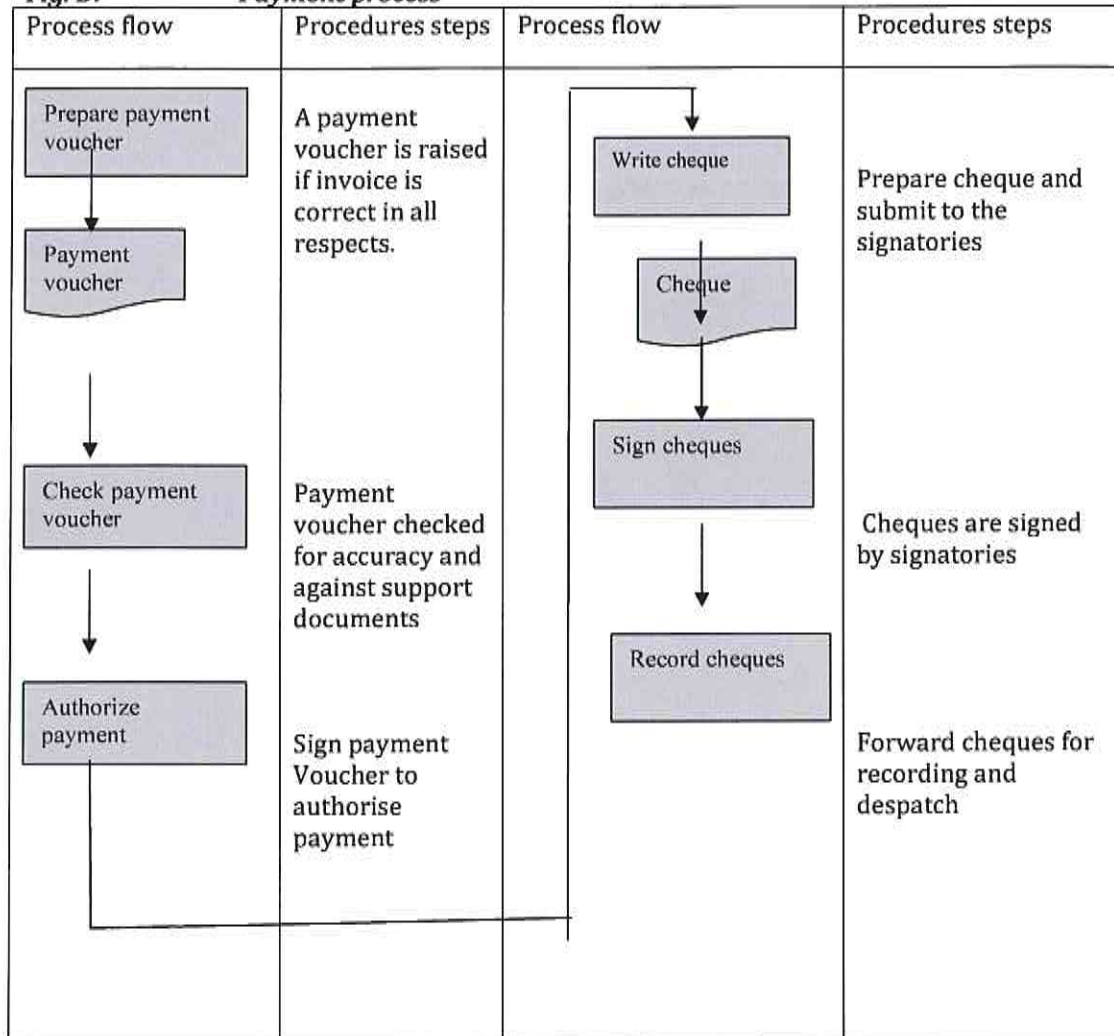 Process flow
Procedures steps
Process flow
Procedures steps
Prepare payment
voucher
A payment
voucher is raised
if invoice is
correct in all
respects.
Payment
voucher
Check payment
voucher
Payment
voucher checked
for accuracy and
against support
documents
Authorize
payment
Sign payment
Voucher to
authorise
payment
Write cheque
Prepare cheque and
submit to the
signatories
Cheque
Sign cheques
Cheques are signed
by signatories
Record cheques
Forward cheques for
recording and
despatch